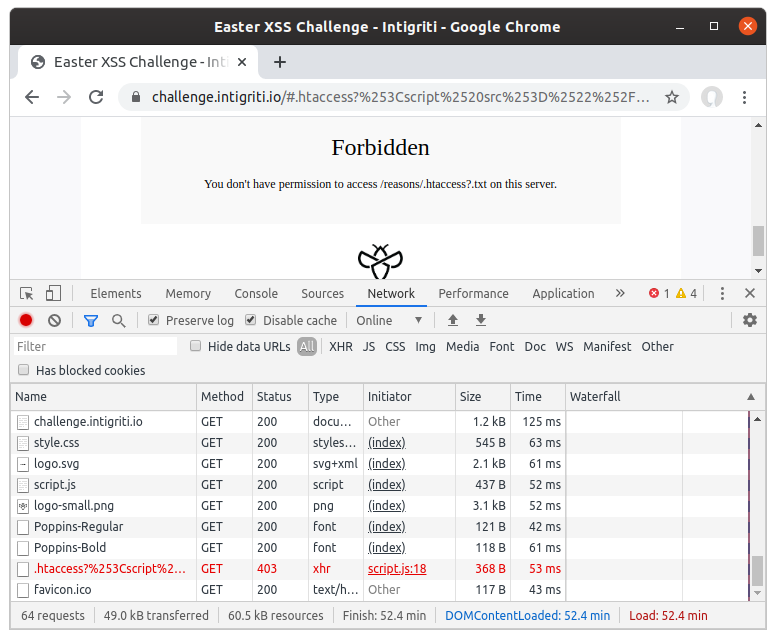 Easter XSS Challenge - Intigriti - Google Chrome
Easter XSS Challenge - Inti
challenge.intigriti.io/#.htaccess?%253Cscript%2520src%253D%2522%252F...
Forbidden
You don't have permission to access /reasons/.htaccess?.txt on this server.
Elements Memory Console Sources Network Performance Application » 1 4
Preserve log Disable cache Online
Filter Hide data URLs All XHR JS CSS Img Media Font Doc WS Manifest Other
Has blocked cookies
Name Method Status Type Initiator Size Time Waterfall
challenge.intigriti.io GET 200 docu... Other 1.2 kB 125 ms
style.css GET 200 styles... (index) 545 B 63 ms
logo.svg GET 200 svg+xml (index) 2.1 kB 61 ms
script.js GET 200 script (index) 437 B 52 ms
logo-small.png GET 200 png (index) 3.1 kB 52 ms
Poppins-Regular GET 200 font (index) 121 B 42 ms
Poppins-Bold GET 200 font (index) 118 B 61 ms
.htaccess?%253Cscript%2... GET 403 xhr script.js:18 368 B 53 ms
favicon.ico GET 200 text/h... Other 117 B 43 ms
64 requests 49.0 kB transferred 60.5 kB resources Finish: 52.4 min DOMContentLoaded: 52.4 min Load: 52.4 min